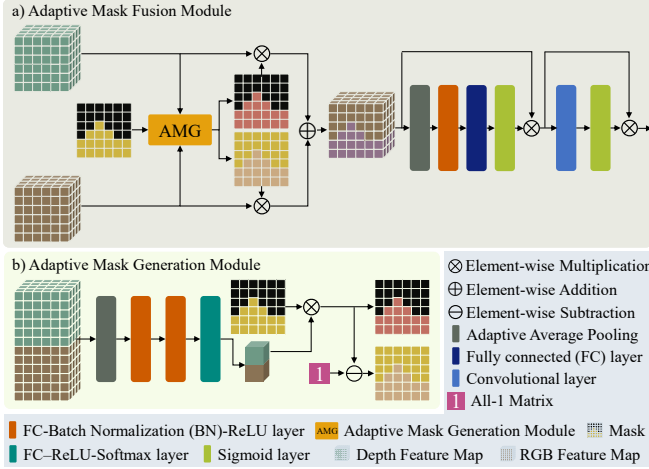 a) Adaptive Mask Fusion Module
AMG
b) Adaptive Mask Generation Module
1
Element-wise Multiplication
Element-wise Addition
Element-wise Subtraction
Adaptive Average Pooling
Fully connected (FC) layer
Convolutional layer
1 All-1 Matrix
FC-Batch Normalization (BN)-ReLU layer
AMG Adaptive Mask Generation Module
Mask
FC–ReLU-Softmax layer
Sigmoid layer
Depth Feature Map
RGB Feature Map